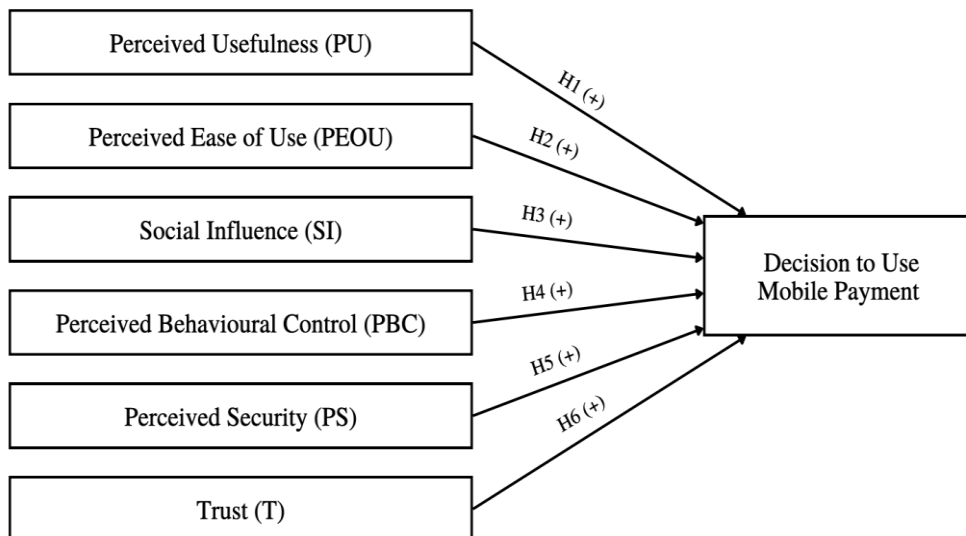 Perceived Usefulness (PU)
H1 (+)
Perceived Ease of Use (PEOU)
H2 (+)
Social Influence (SI)
H3 (+)
Decision to Use
Mobile Payment
Perceived Behavioural Control (PBC)
H4 (+)
Perceived Security (PS)
H5 (+)
Trust (T)
H6 (+)